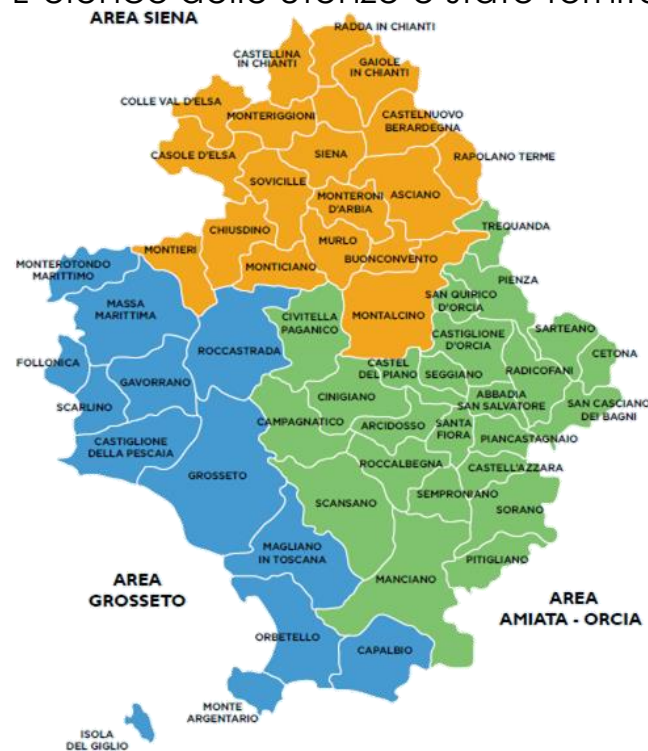 L'elenco delle utenze è stato fornito
AREA SIENA
RADDA IN CHIANTI
CASTELLINA
IN CHIANTI
GAIOLE
IN CHIANTI
COLLE VAL D'ELSA
MONTERIGGIONI
CASTELNUOVO
BERARDENGA
CASOLE D'ELSA
SIENA
RAPOLANO TERME
SOVICILLE
MONTERONI
D'ARBIA
ASCIANO
TREQUANDA
CHIUSDINO
MURLO
MONTIERI
BUONCONVENTO
MONTEROTONDO
MARITTIMO
MONTICIANO
PIENZA
SAN QUIRICO
D'ORCIA
MASSA
MARITTIMA
CIVITELLA
PAGANICO
MONTALCINO
SARTEANO
CASTIGLIONE
D'ORCIA
ROCCASTRADA
CETONA
FOLLONICA
CASTEL
DEL PIANO
SEGGIANO
RADICOFANI
GAVORRANO
CINIGIANO
ABBADIA
SAN SALVATORE
SCARLINO
SAN CASCIANO
DEI BAGNI
CAMPAGNATICO
ARCIDOSSO
SANTA
FIORA
PIANCASTAGNAIO
CASTIGLIONE
DELLA PESCAIA
ROCCALBEGNA
CASTELL'AZZARA
GROSSETO
SEMPRONIANO
SCANSANO
SORANO
MAGLIANO
IN TOSCANA
PITIGLIANO
MANCIANO
AREA
GROSSETO
AREA
AMIATA - ORCIA
ORBETELLO
CAPALBIO
MONTE
ARGENTARIO
ISOLA
DEL GIGLIO